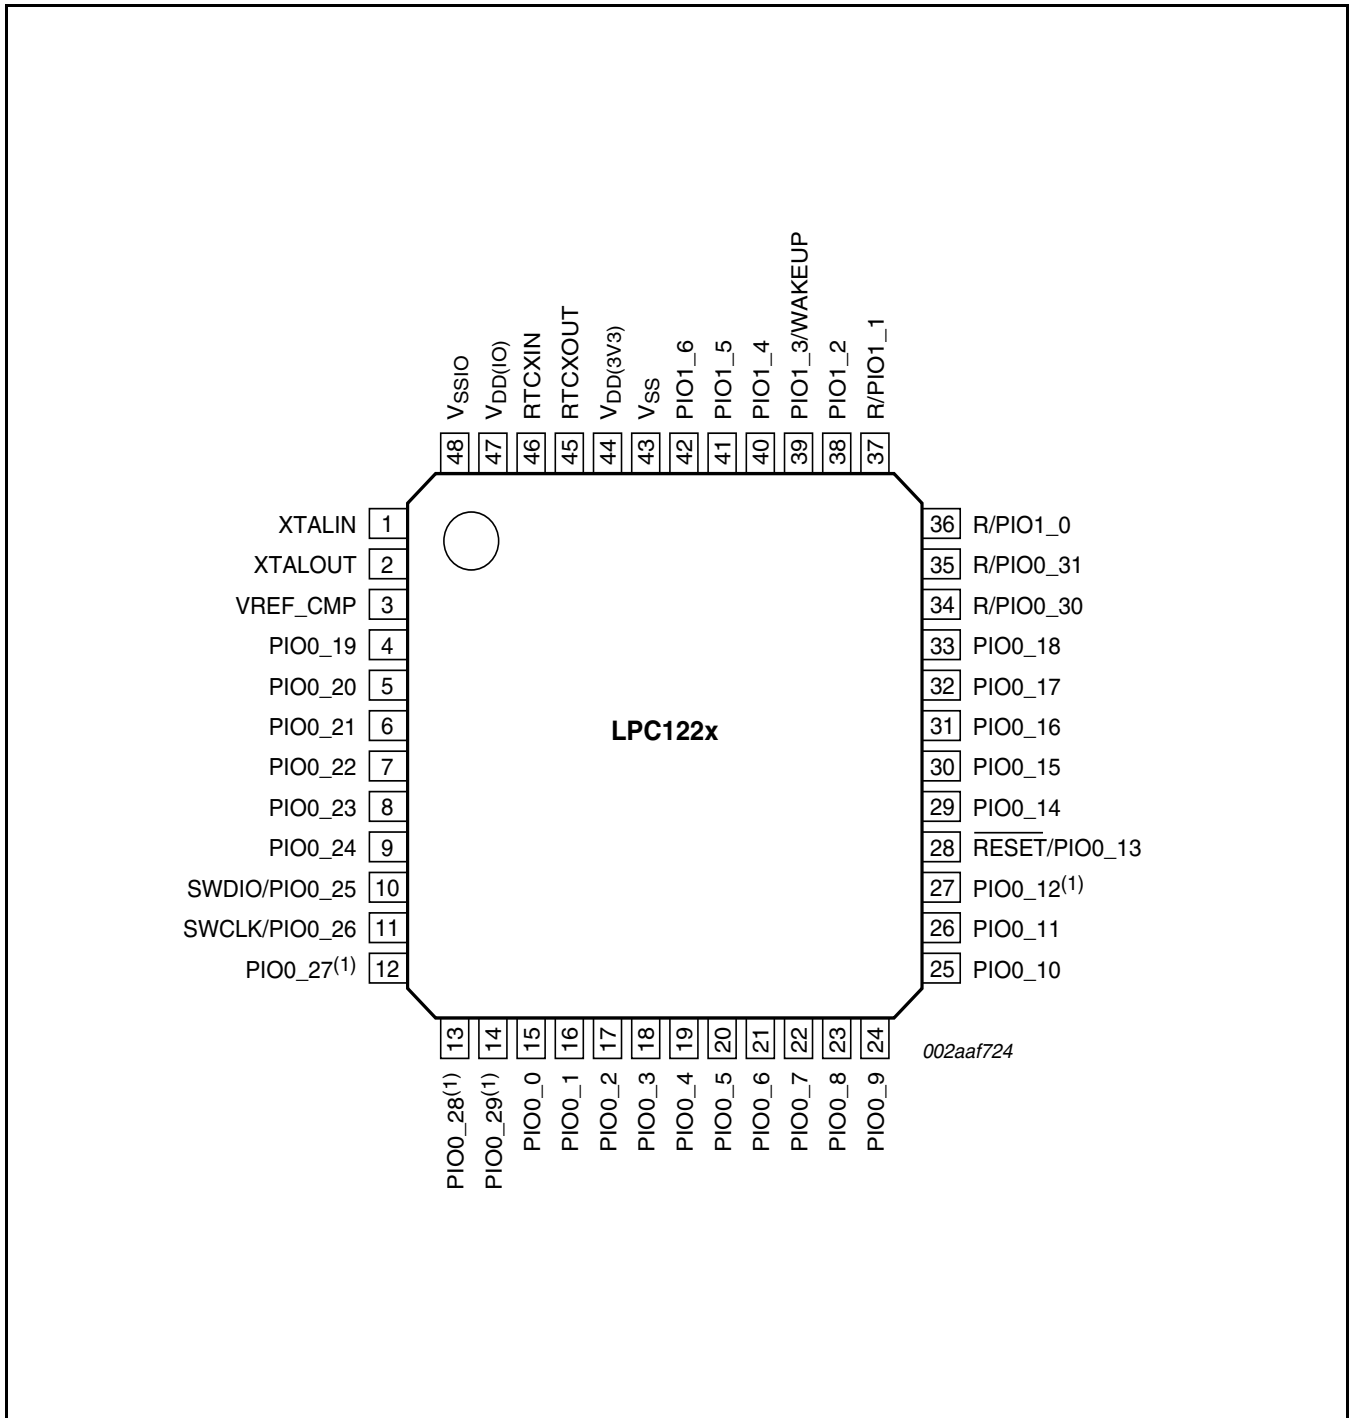 VSSIO
VDD(IO)
RTCXIN
RTCXOUT
VDD(3V3)
VSS
PIO1_6
PIO1_5
PIO1_4
PIO1_3/WAKEUP
PIO1_2
R/PIO1_1
48
47
46
45
44
43
42
41
40
39
38
37
XTALIN 1
XTALOUT 2
VREF_CMP 3
PIO0_19 4
PIO0_20 5
PIO0_21 6
PIO0_22 7
PIO0_23 8
PIO0_24 9
SWDIO/PIO0_25 10
SWCLK/PIO0_26 11
PIO0_27(1) 12
LPC122x
36 R/PIO1_0
35 R/PIO0_31
34 R/PIO0_30
33 PIO0_18
32 PIO0_17
31 PIO0_16
30 PIO0_15
29 PIO0_14
28 RESET/PIO0_13
27 PIO0_12(1)
26 PIO0_11
25 PIO0_10
13
14
15
16
17
18
19
20
21
22
23
24
PIO0_28(1)
PIO0_29(1)
PIO0_0
PIO0_1
PIO0_2
PIO0_3
PIO0_4
PIO0_5
PIO0_6
PIO0_7
PIO0_8
PIO0_9
002aaf724